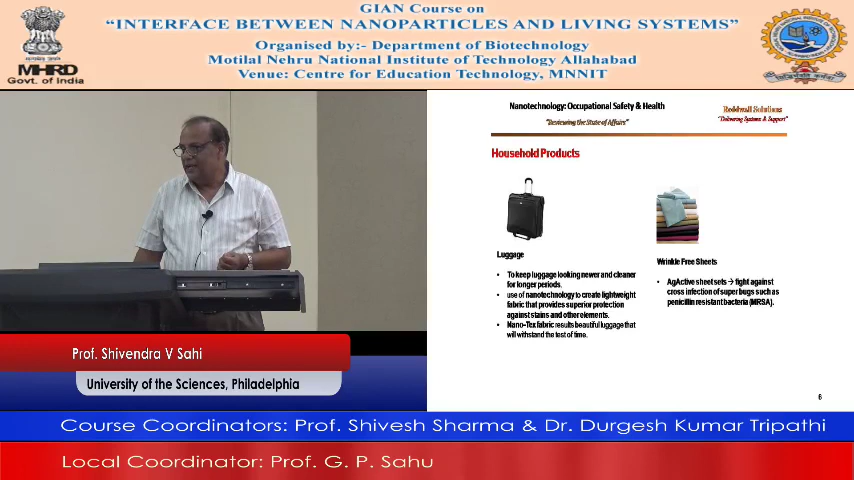 GIAN Course on
"INTERFACE BETWEEN NANOPARTICLES AND LIVING SYSTEMS"
Organised by:- Department of Biotechnology
Motilal Nehru National Institute of Technology Allahabad
Venue: Centre for Education Technology, MNNIT
MHRD
Govt. of India
Nanotechnology: Occupational Safety & Health
"Reviewing the State of Affairs"
Reddwall Solutions
"Delivering Systems & Support"
Household Products
Luggage
• To keep luggage looking newer and cleaner
for longer periods.
• use of nanotechnology to create lightweight
fabric that provides superior protection
against stains and other elements.
• Nano-Tex fabric results beautiful luggage that
will withstand the test of time.
Wrinkle Free Sheets
• AgActive sheet sets → fight against
cross infection of super bugs such as
penicillin resistant bacteria (MRSA).
6
Prof. Shivendra V Sahi
University of the Sciences, Philadelphia
Course Coordinators: Prof. Shivesh Sharma & Dr. Durgesh Kumar Tripathi
Local Coordinator: Prof. G. P. Sahu